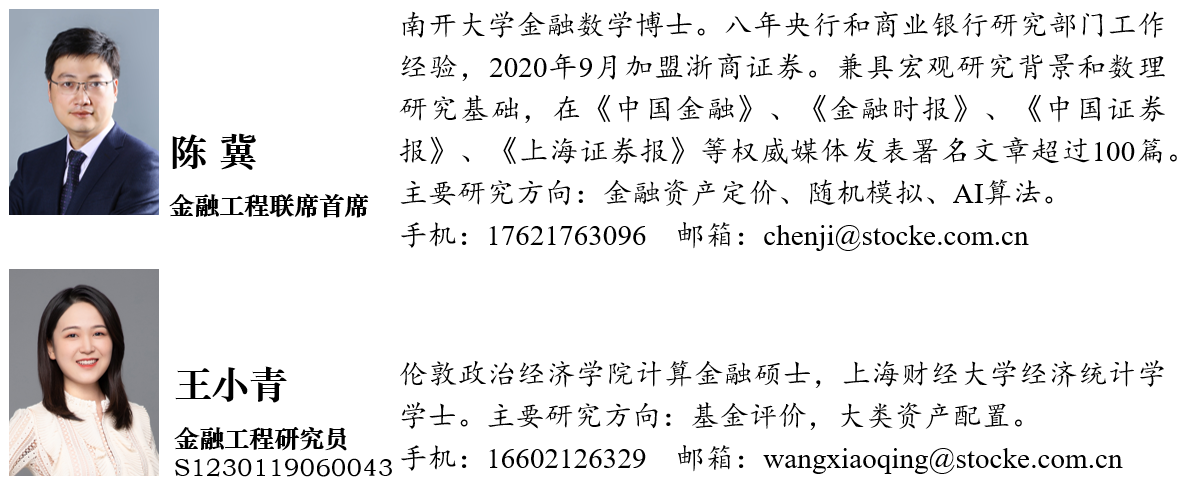 南开大学金融数学博士。八年央行和商业银行研究部门工作
经验，2020年9月加盟浙商证券。兼具宏观研究背景和数理
研究基础，在《中国金融》、《金融时报》、《中国证券
报》、《上海证券报》等权威媒体发表署名文章超过100篇。
主要研究方向：金融资产定价、随机模拟、AI算法。
手机：17621763096 邮箱：chenji@stocke.com.cn
陈 冀
金融工程联席首席
伦敦政治经济学院计算金融硕士，上海财经大学经济统计学
学士。主要研究方向：基金评价，大类资产配置。
手机：16602126329 邮箱：wangxiaoqing@stocke.com.cn
王小青
金融工程研究员
S1230119060043